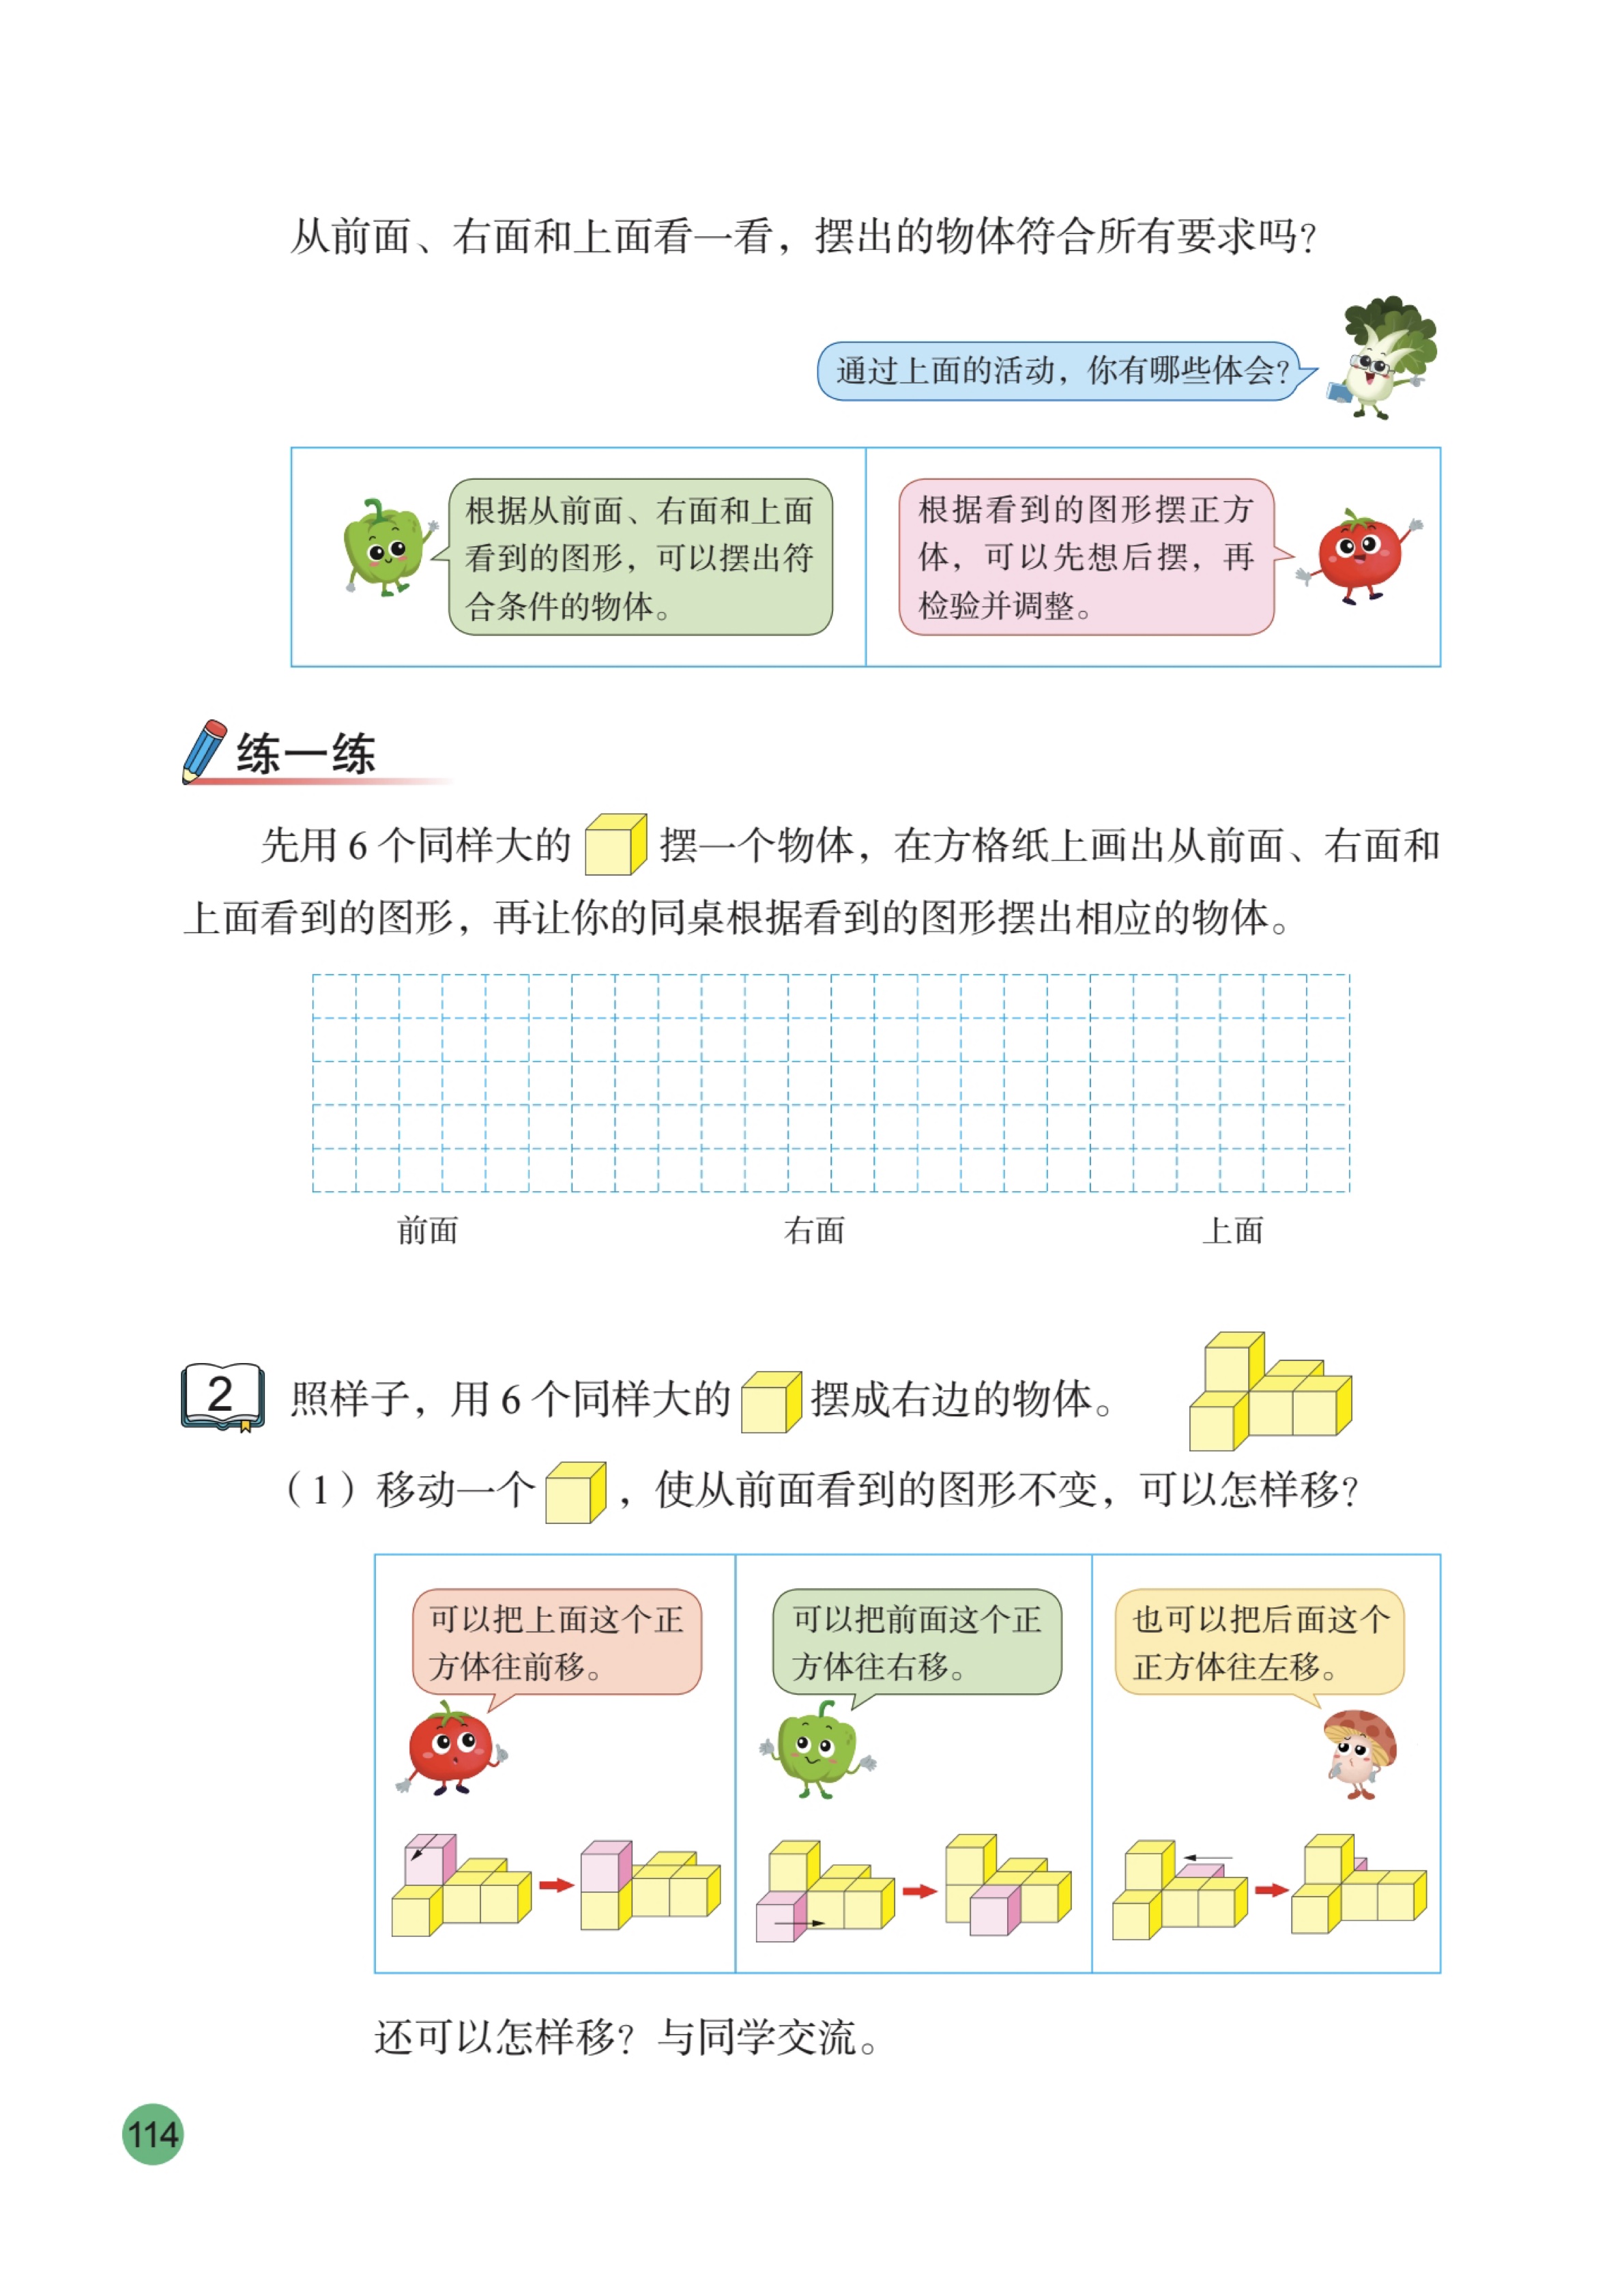 从前面、右面和上面看一看，摆出的物体符合所有要求吗？
通过上面的活动，你有哪些体会？
根据从前面、右面和上面
看到的图形，可以摆出符
合条件的物体。
根据看到的图形摆正方
体，可以先想后摆，再
检验并调整。
练一练
先用 6 个同样大的 摆一个物体，在方格纸上画出从前面、右面和
上面看到的图形，再让你的同桌根据看到的图形摆出相应的物体。
前面 右面 上面
2 照样子，用 6 个同样大的 摆成右边的物体。
（1）移动一个 ，使从前面看到的图形不变，可以怎样移？
可以把上面这个正
方体往前移。
可以把前面这个正
方体往右移。
也可以把后面这个
正方体往左移。
还可以怎样移？与同学交流。
114